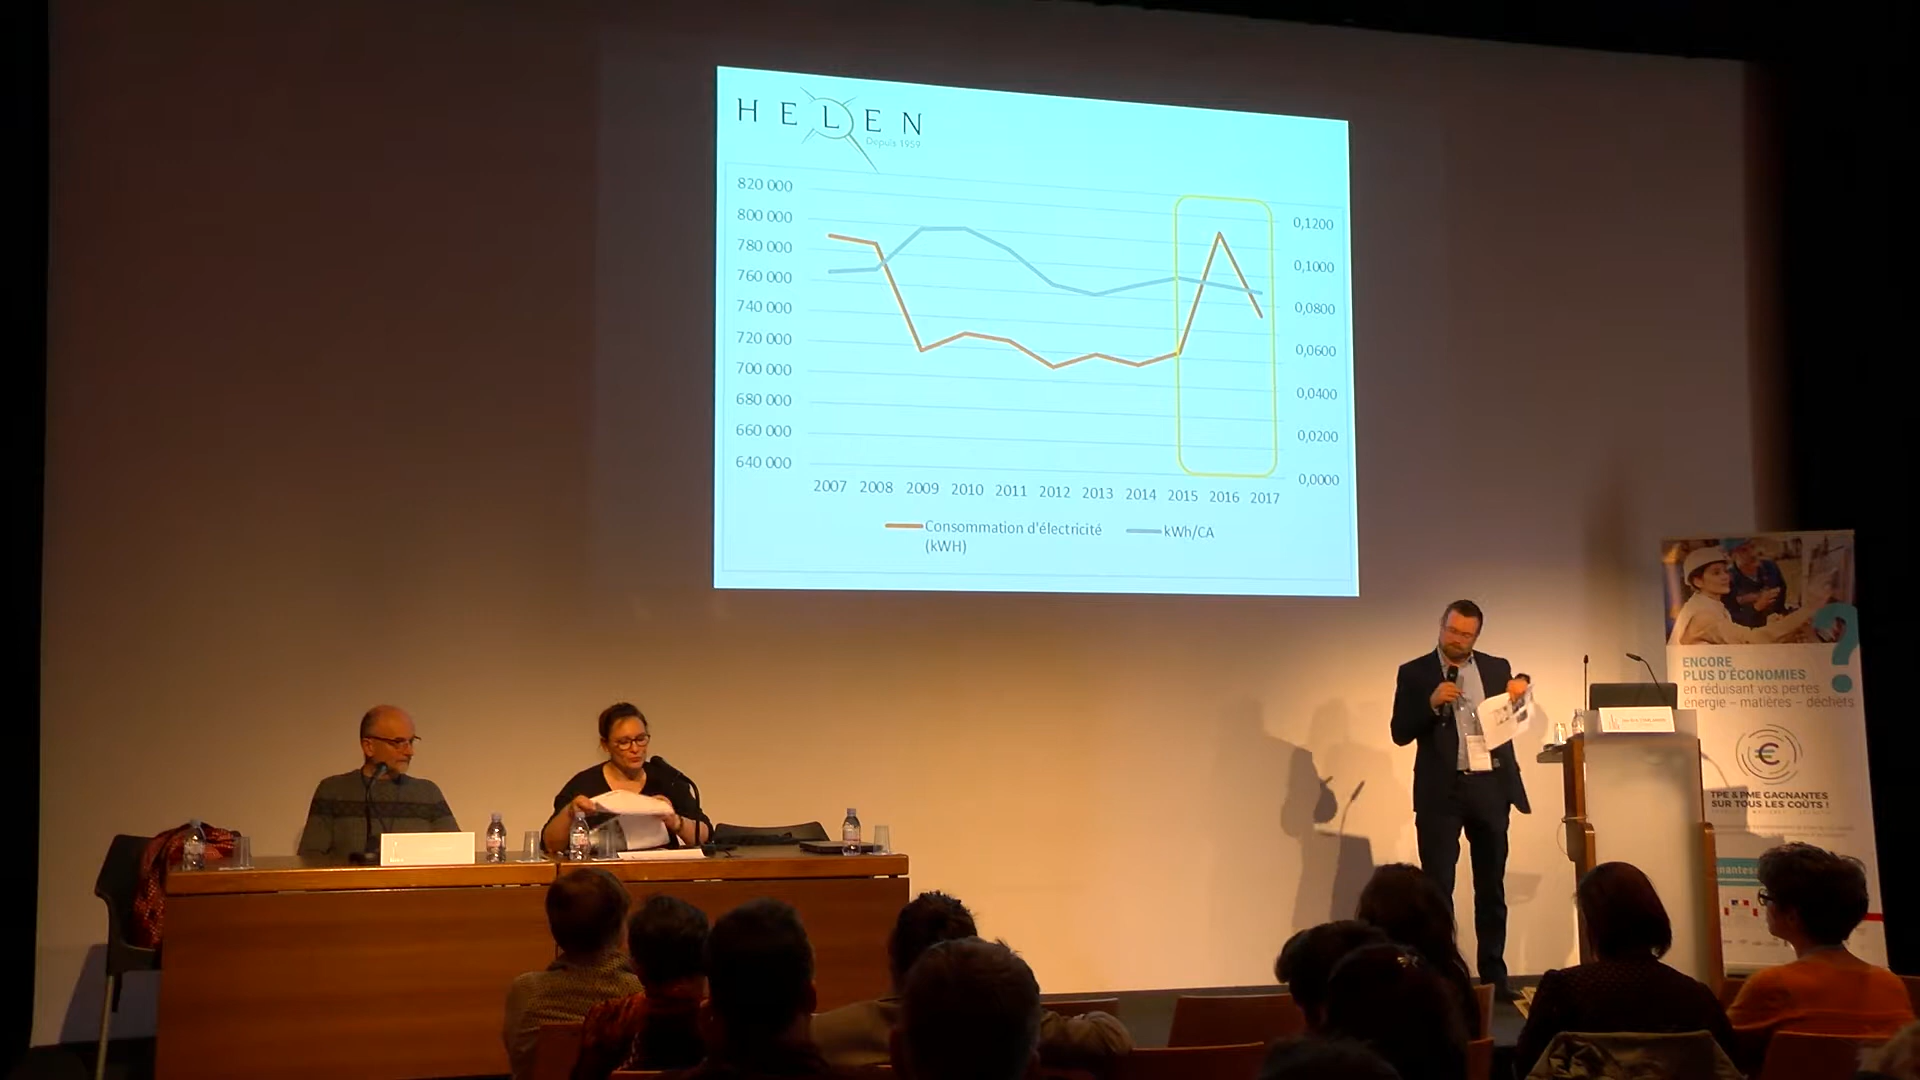 HELEN
Depuis 1959
820 000
800 000
780 000
760 000
740 000
720 000
700 000
680 000
660 000
640 000
0,1200
0,1000
0,0800
0,0600
0,0400
0,0200
0,0000
2007 2008 2009 2010 2011 2012 2013 2014 2015 2016 2017
Consommation d'électricité
(kWH)
kWh/CA
?
ENCORE
PLUS D'ÉCONOMIES
en réduisant vos pertes
énergie – matières – déchets
€
TPE & PME GAGNANTES
SUR TOUS LES COÛTS !